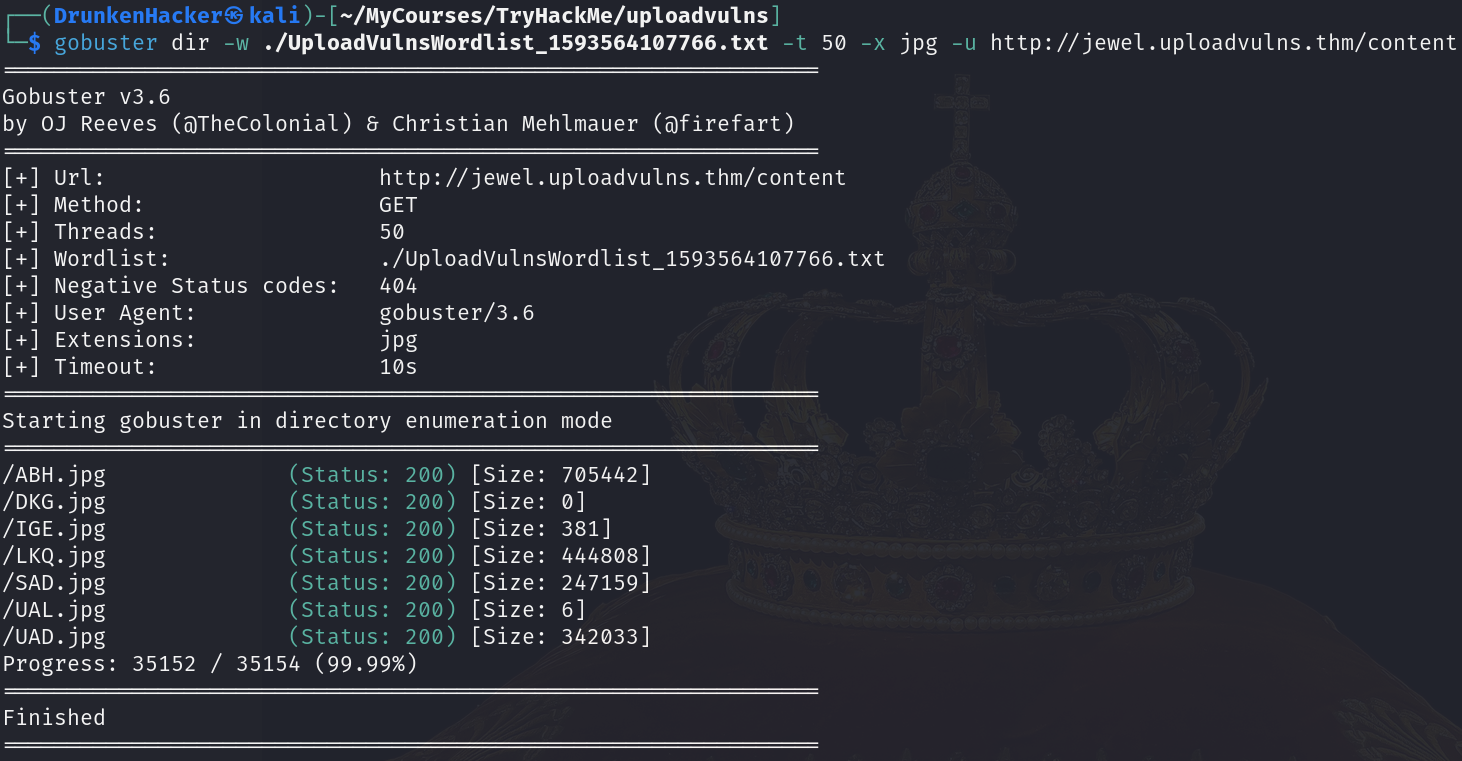 ┌──(DrunkenHacker㉿kali)-[~/MyCourses/TryHackMe/uploadvulns]
└─$ gobuster dir -w ./UploadVulnsWordlist_1593564107766.txt -t 50 -x jpg -u http://jewel.uploadvulns.thm/content
===============================================================
Gobuster v3.6
by OJ Reeves (@TheColonial) & Christian Mehlmauer (@firefart)
===============================================================
[+] Url:                     http://jewel.uploadvulns.thm/content
[+] Method:                  GET
[+] Threads:                 50
[+] Wordlist:                ./UploadVulnsWordlist_1593564107766.txt
[+] Negative Status codes:   404
[+] User Agent:              gobuster/3.6
[+] Extensions:              jpg
[+] Timeout:                 10s
===============================================================
Starting gobuster in directory enumeration mode
===============================================================
/ABH.jpg              (Status: 200) [Size: 705442]
/DKG.jpg              (Status: 200) [Size: 0]
/IGE.jpg              (Status: 200) [Size: 381]
/LKQ.jpg              (Status: 200) [Size: 444808]
/SAD.jpg              (Status: 200) [Size: 247159]
/UAL.jpg              (Status: 200) [Size: 6]
/UAD.jpg              (Status: 200) [Size: 342033]
Progress: 35152 / 35154 (99.99%)
===============================================================
Finished
===============================================================